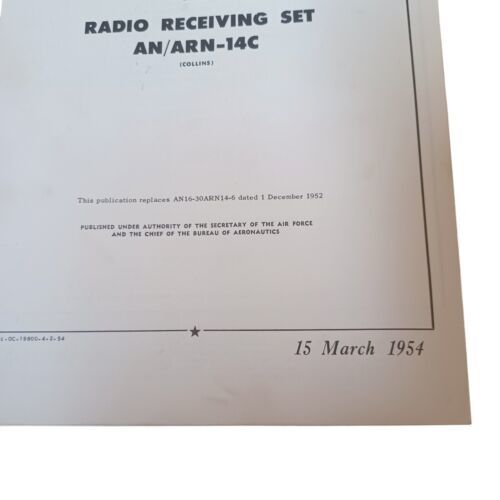 RADIO RECEIVING SET
AN/ARN-14C
(COLLINS)
This publication replaces AN16-30ARN14-6 dated 1 December 1952
PUBLISHED UNDER AUTHORITY OF THE SECRETARY OF THE AIR FORCE
AND THE CHIEF OF THE BUREAU OF AERONAUTICS
15 March 1954